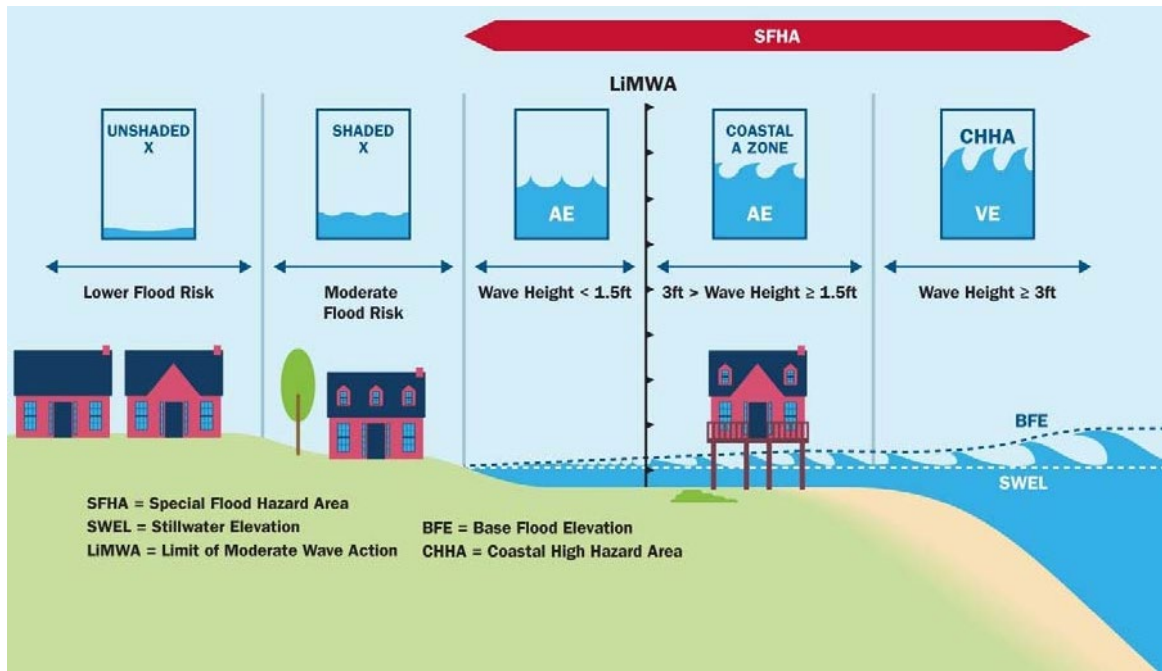 SFHA
LiMWA
UNSHADED
X
SHADED
X
AE
COASTAL
A ZONE
AE
CHHA
VE
Lower Flood Risk
Moderate
Flood Risk
Wave Height < 1.5ft
3ft > Wave Height ≥ 1.5ft
Wave Height ≥ 3ft
BFE
SWEL
SFHA = Special Flood Hazard Area
SWEL = Stillwater Elevation
LiMWA = Limit of Moderate Wave Action
BFE = Base Flood Elevation
CHHA = Coastal High Hazard Area